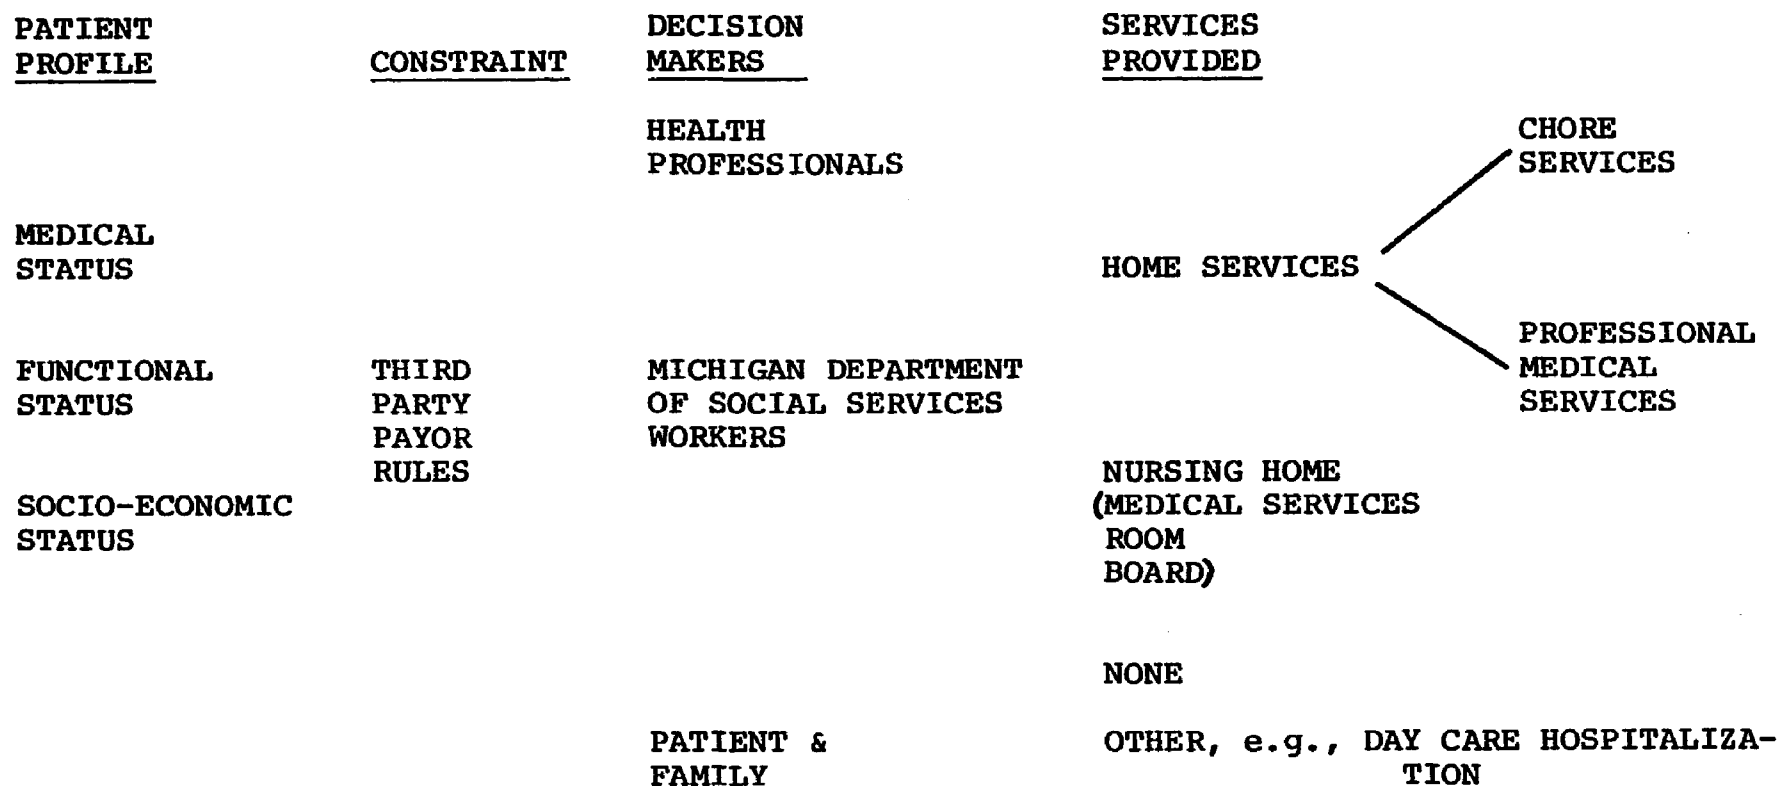 PATIENT
PROFILE
CONSTRAINT
DECISION
MAKERS
SERVICES
PROVIDED
HEALTH
PROFESSIONALS
CHORE
SERVICES
MEDICAL
STATUS
HOME SERVICES
PROFESSIONAL
MEDICAL
SERVICES
FUNCTIONAL
STATUS
THIRD
PARTY
PAYOR
RULES
MICHIGAN DEPARTMENT
OF SOCIAL SERVICES
WORKERS
NURSING HOME
(MEDICAL SERVICES
ROOM
BOARD)
SOCIO-ECONOMIC
STATUS
NONE
PATIENT &
FAMILY
OTHER, e.g., DAY CARE HOSPITALIZA-
TION